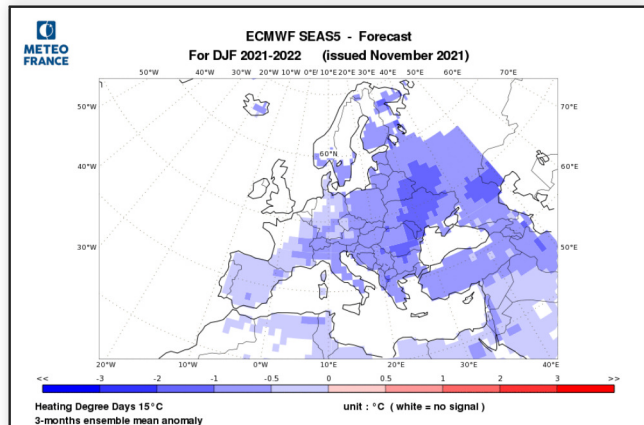 METEO
FRANCE
ECMWF SEAS5 - Forecast
For DJF 2021-2022 (issued November 2021)
50°W 40°W 30°W 20°W 10°W 0°E 10°E 20°E 30°E 40°E 50°E 60°E 70°E
50°W 70°E
60°N
40°W 60°E
30°W 50°E
20°W 10°W 0°W 10°E 20°E 30°E 40°E
<< -3 -2 -1 -0.5 0 0.5 1 2 3 >>
Heating Degree Days 15°C unit : °C ( white = no signal )
3-months ensemble mean anomaly